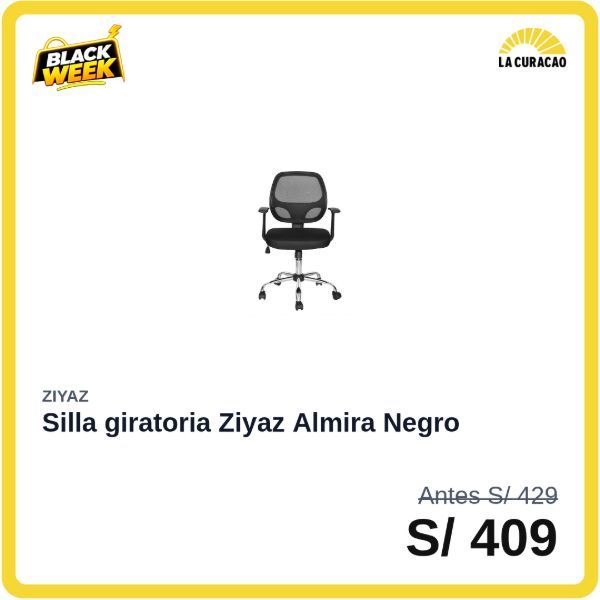 BLACK
WEEK
LA CURACAO
ZIYAZ
Silla giratoria Ziyaz Almira Negro
Antes S/ 429
S/ 409